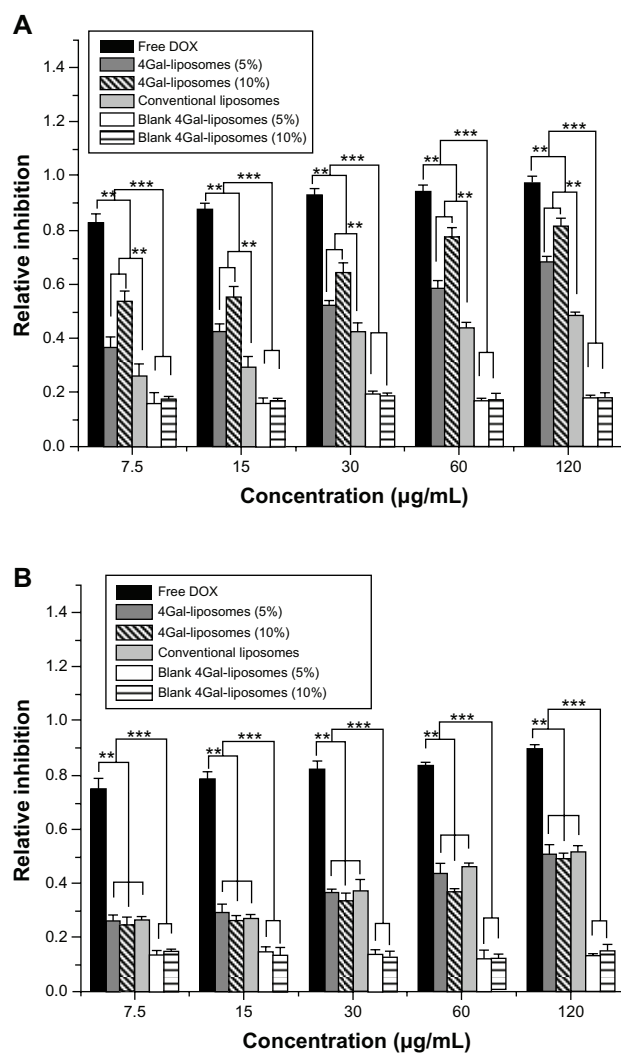 A
Free DOX
4Gal-liposomes (5%)
4Gal-liposomes (10%)
Conventional liposomes
Blank 4Gal-liposomes (5%)
Blank 4Gal-liposomes (10%)
Relative inhibition
1.4
1.2
1.0
0.8
0.6
0.4
0.2
0.0
** *** ** *** ** *** ** *** ** ***
** ** ** ** **
7.5 15 30 60 120
Concentration (µg/mL)
B
Free DOX
4Gal-liposomes (5%)
4Gal-liposomes (10%)
Conventional liposomes
Blank 4Gal-liposomes (5%)
Blank 4Gal-liposomes (10%)
Relative inhibition
1.4
1.2
1.0
0.8
0.6
0.4
0.2
0.0
** *** ** *** ** *** ** *** ** ***
7.5 15 30 60 120
Concentration (µg/mL)